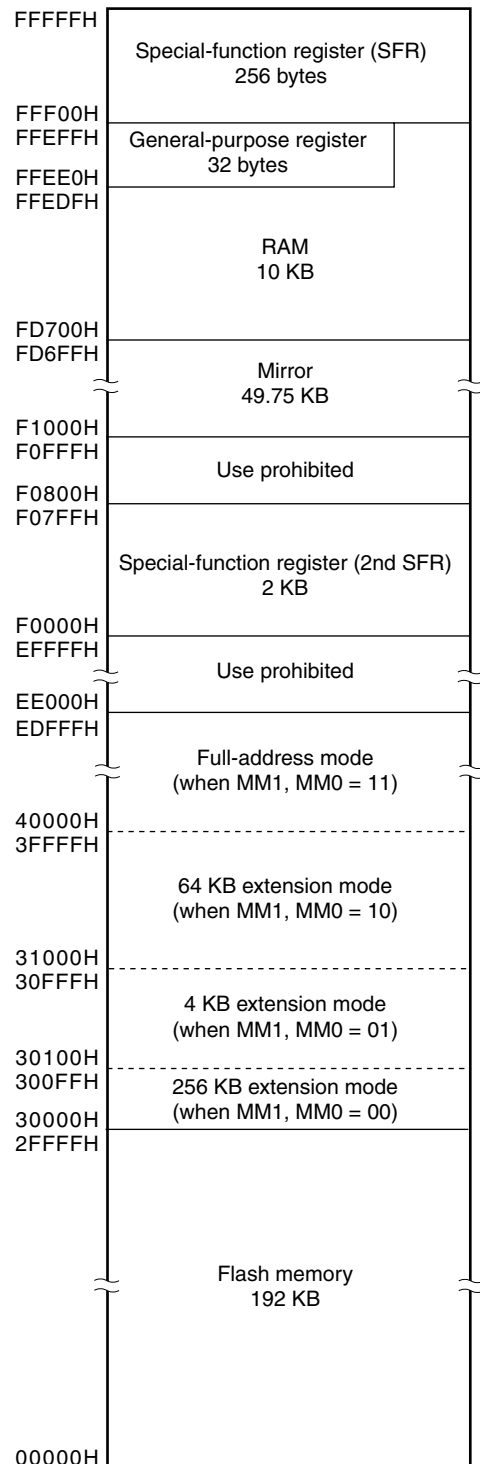 FFFFFH
Special-function register (SFR)
256 bytes
FFF00H
FFEFFH
General-purpose register
32 bytes
FFEE0H
FFEDFH
RAM
10 KB
FD700H
FD6FFH
Mirror
49.75 KB
F1000H
F0FFFH
Use prohibited
F0800H
F07FFH
Special-function register (2nd SFR)
2 KB
F0000H
EFFFFH
Use prohibited
EE000H
EDFFFH
Full-address mode
(when MM1, MM0 = 11)
40000H
3FFFFH
64 KB extension mode
(when MM1, MM0 = 10)
31000H
30FFFH
4 KB extension mode
(when MM1, MM0 = 01)
30100H
300FFH
256 KB extension mode
(when MM1, MM0 = 00)
30000H
2FFFFH
Flash memory
192 KB
00000H